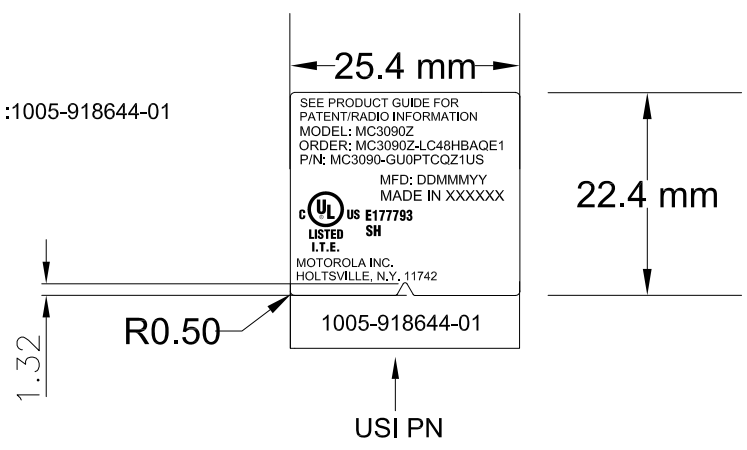 25.4 mm
:1005-918644-01
SEE PRODUCT GUIDE FOR
PATENT/RADIO INFORMATION
MODEL: MC3090Z
ORDER: MC3090Z-LC48HBAQE1
P/N: MC3090-GU0PTCQZ1US
MFD: DDMMMYY
MADE IN XXXXXX
22.4 mm
C UL US E177793
LISTED SH
I.T.E.
MOTOROLA INC.
HOLTSVILLE, N.Y. 11742
R0.50
1005-918644-01
1.32
USI PN